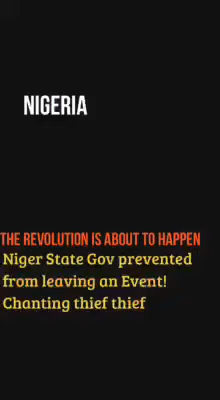 NIGERIA
THE REVOLUTION IS ABOUT TO HAPPEN
Niger State Gov prevented
from leaving an Event!
Chanting thief thief